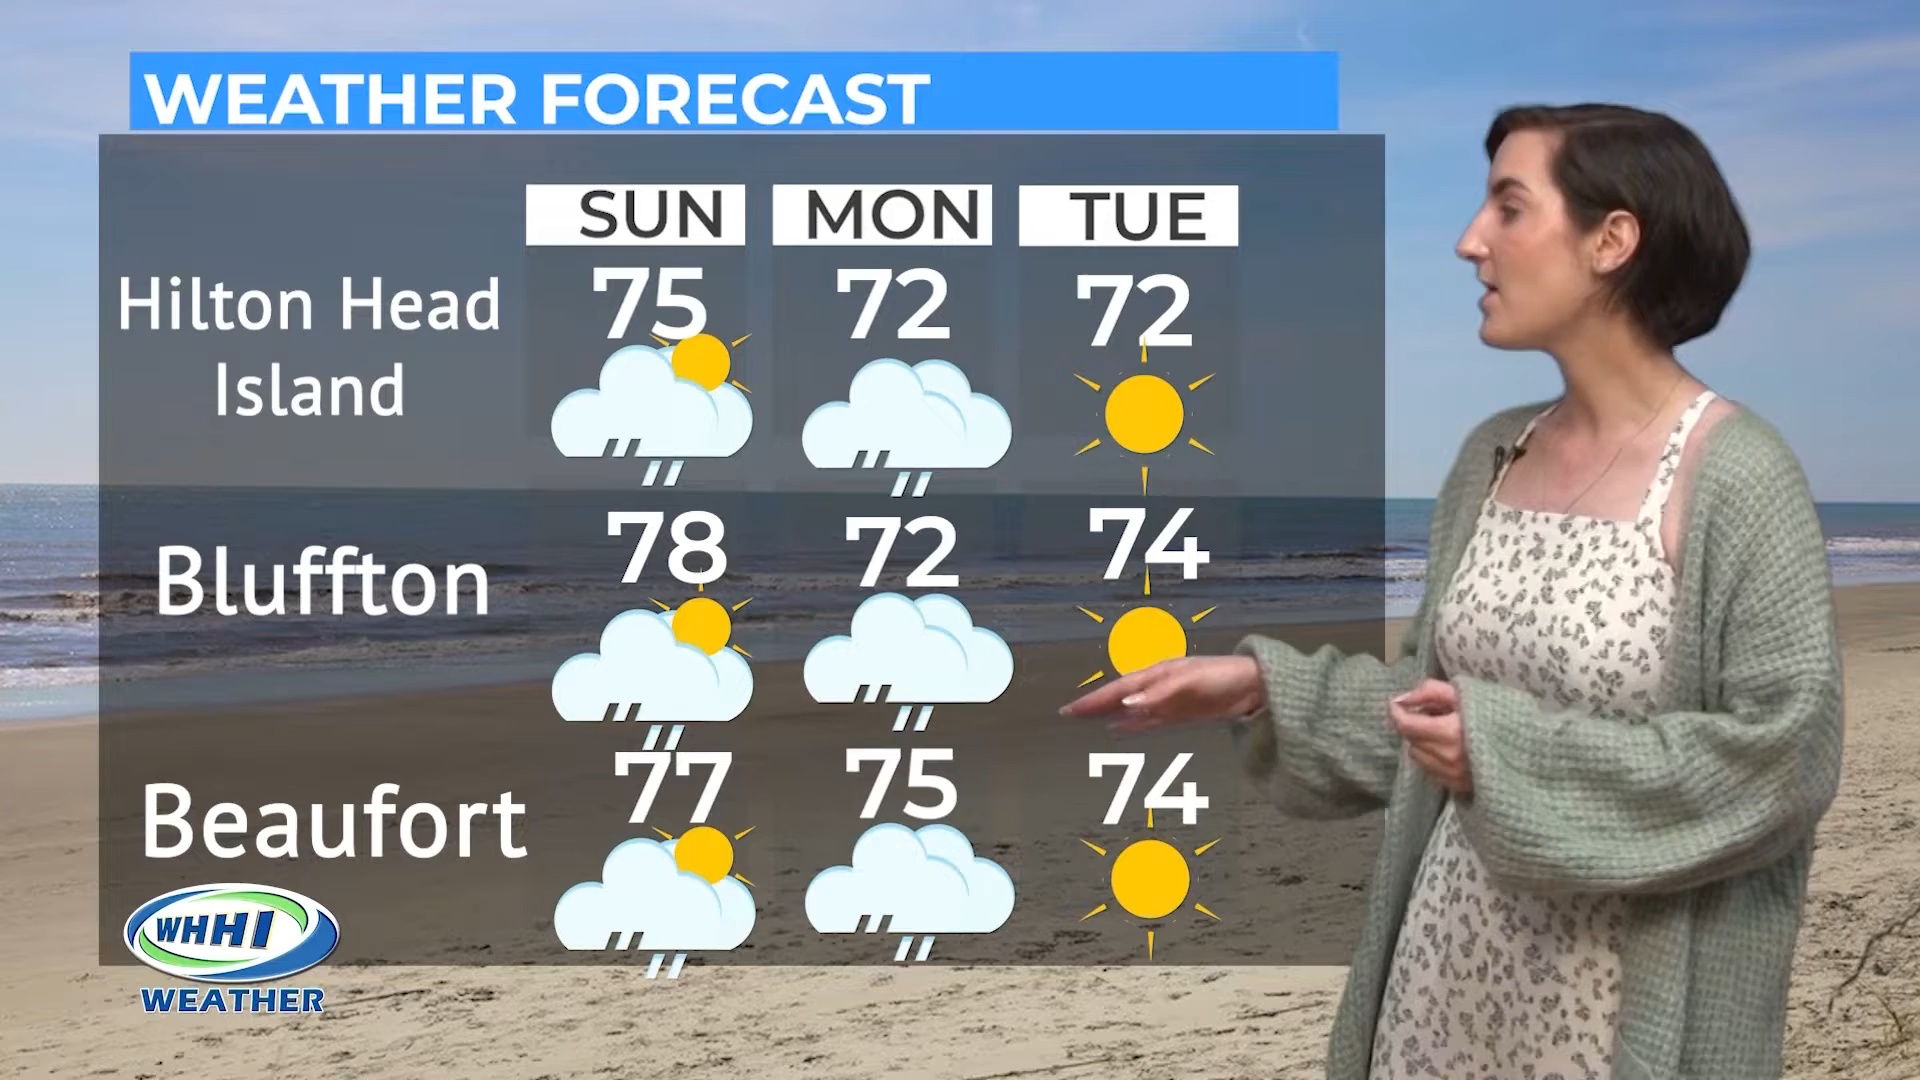 WEATHER FORECAST
SUN MON TUE
Hilton Head
Island
75 72 72
Bluffton
78 72 74
Beaufort
77 75 74
WHHI
WEATHER